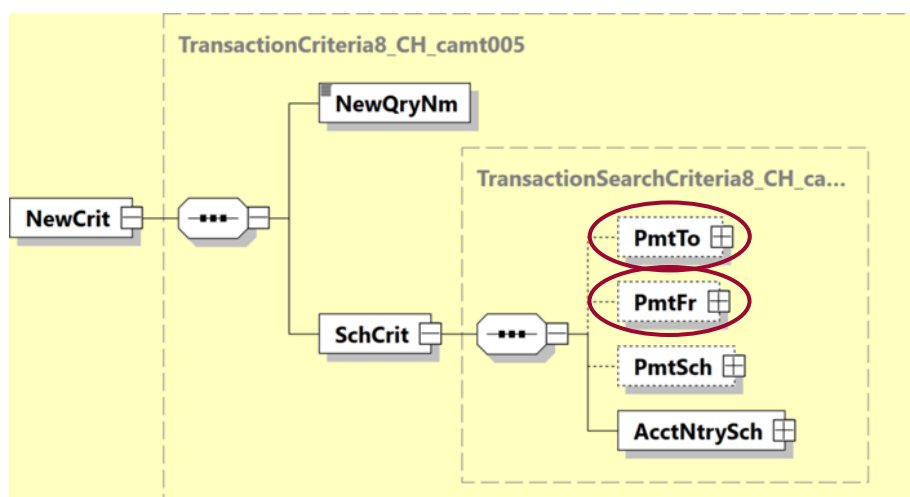 TransactionCriteria8_CH_camt005
NewQryNm
TransactionSearchCriteria8_CH_ca...
NewCrit
PmtTo
PmtFr
SchCrit
PmtSch
AcctNtrySch